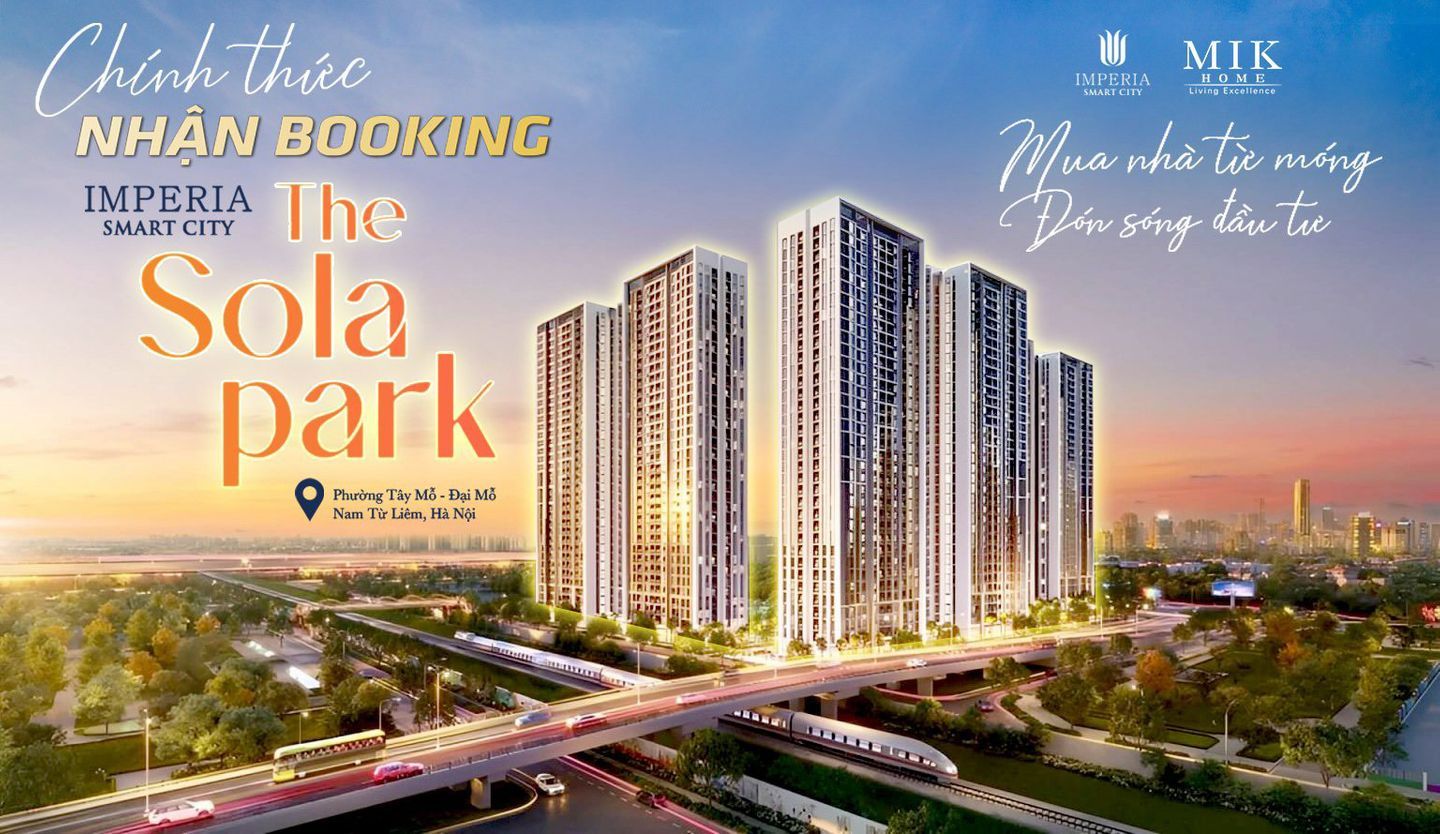 Chính thức
NHẬN BOOKING
IMPERIA
SMART CITY
The
Sola
park
Phường Tây Mỗ - Đại Mỗ
Nam Từ Liêm, Hà Nội
IMPERIA
SMART CITY
MIK
HOME
Living Excellence
Mua nhà từ móng
Đón sóng đầu tư